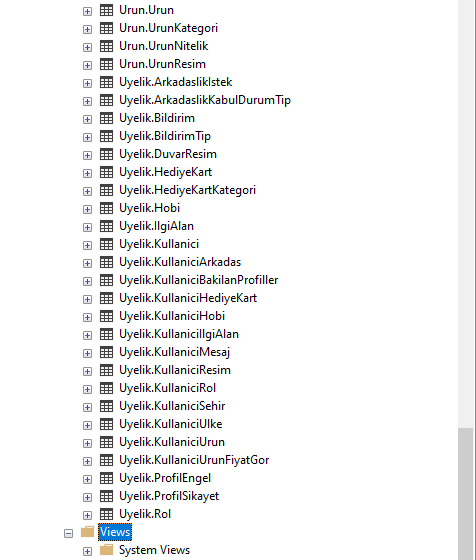 Urun.Urun
Urun.UrunKategori
Urun.UrunNitelik
Urun.UrunResim
Uyelik.ArkadaslikIstek
Uyelik.ArkadaslikKabulDurumTip
Uyelik.Bildirim
Uyelik.BildirimTip
Uyelik.DuvarResim
Uyelik.HediyeKart
Uyelik.HediyeKartKategori
Uyelik.Hobi
Uyelik.IlgiAlan
Uyelik.Kullanici
Uyelik.KullaniciArkadas
Uyelik.KullaniciBakilanProfiller
Uyelik.KullaniciHediyeKart
Uyelik.KullaniciHobi
Uyelik.KullaniciIlgiAlan
Uyelik.KullaniciMesaj
Uyelik.KullaniciResim
Uyelik.KullaniciRol
Uyelik.KullaniciSehir
Uyelik.KullaniciUlke
Uyelik.KullaniciUrun
Uyelik.KullaniciUrunFiyatGor
Uyelik.ProfilEngel
Uyelik.ProfilSikayet
Uyelik.Rol
Views
System Views